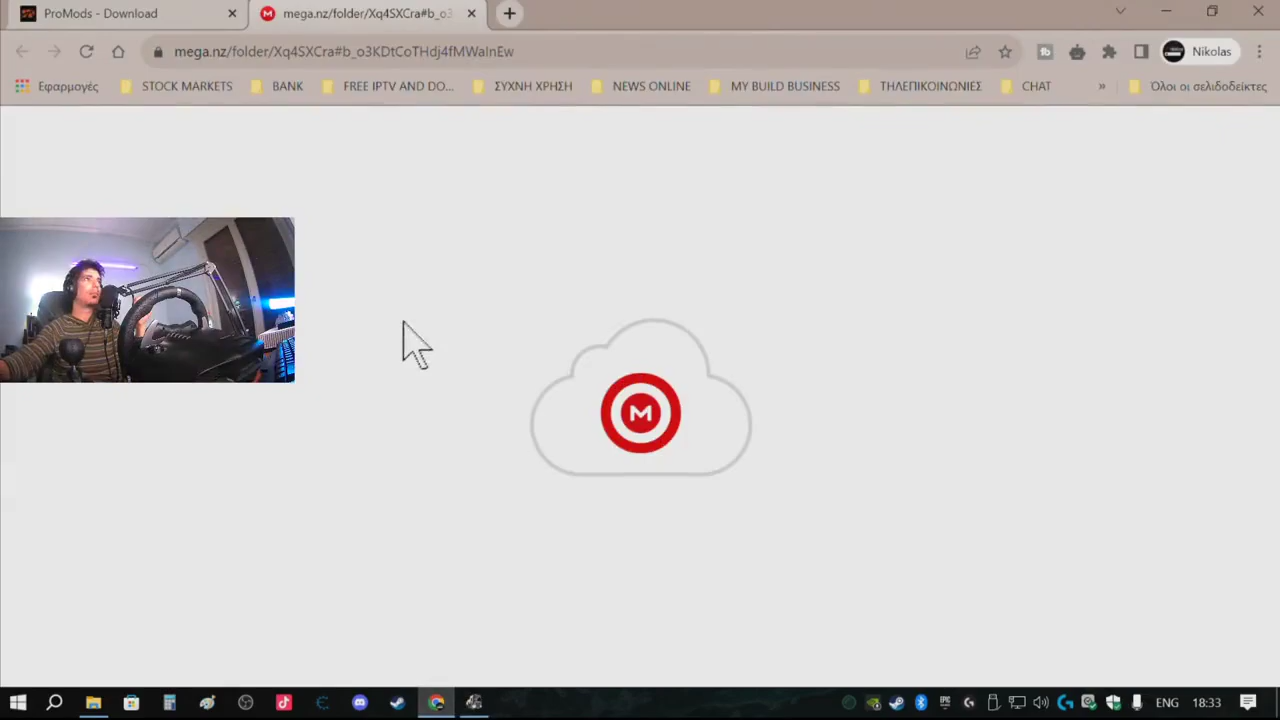 ProMods - Download
mega.nz/folder/Xq4SXCra#b_o3
mega.nz/folder/Xq4SXCra#b_o3KDtCoTHdj4fMWaInEw
Nikolas
Εφαρμογές
STOCK MARKETS
BANK
FREE IPTV AND DO...
ΣΥΧΝΗ ΧΡΗΣΗ
NEWS ONLINE
MY BUILD BUSINESS
ΤΗΛΕΠΙΚΟΙΝΩΝΙΕΣ
CHAT
»
Όλοι οι σελιδοδείκτες
M
ENG
18:33